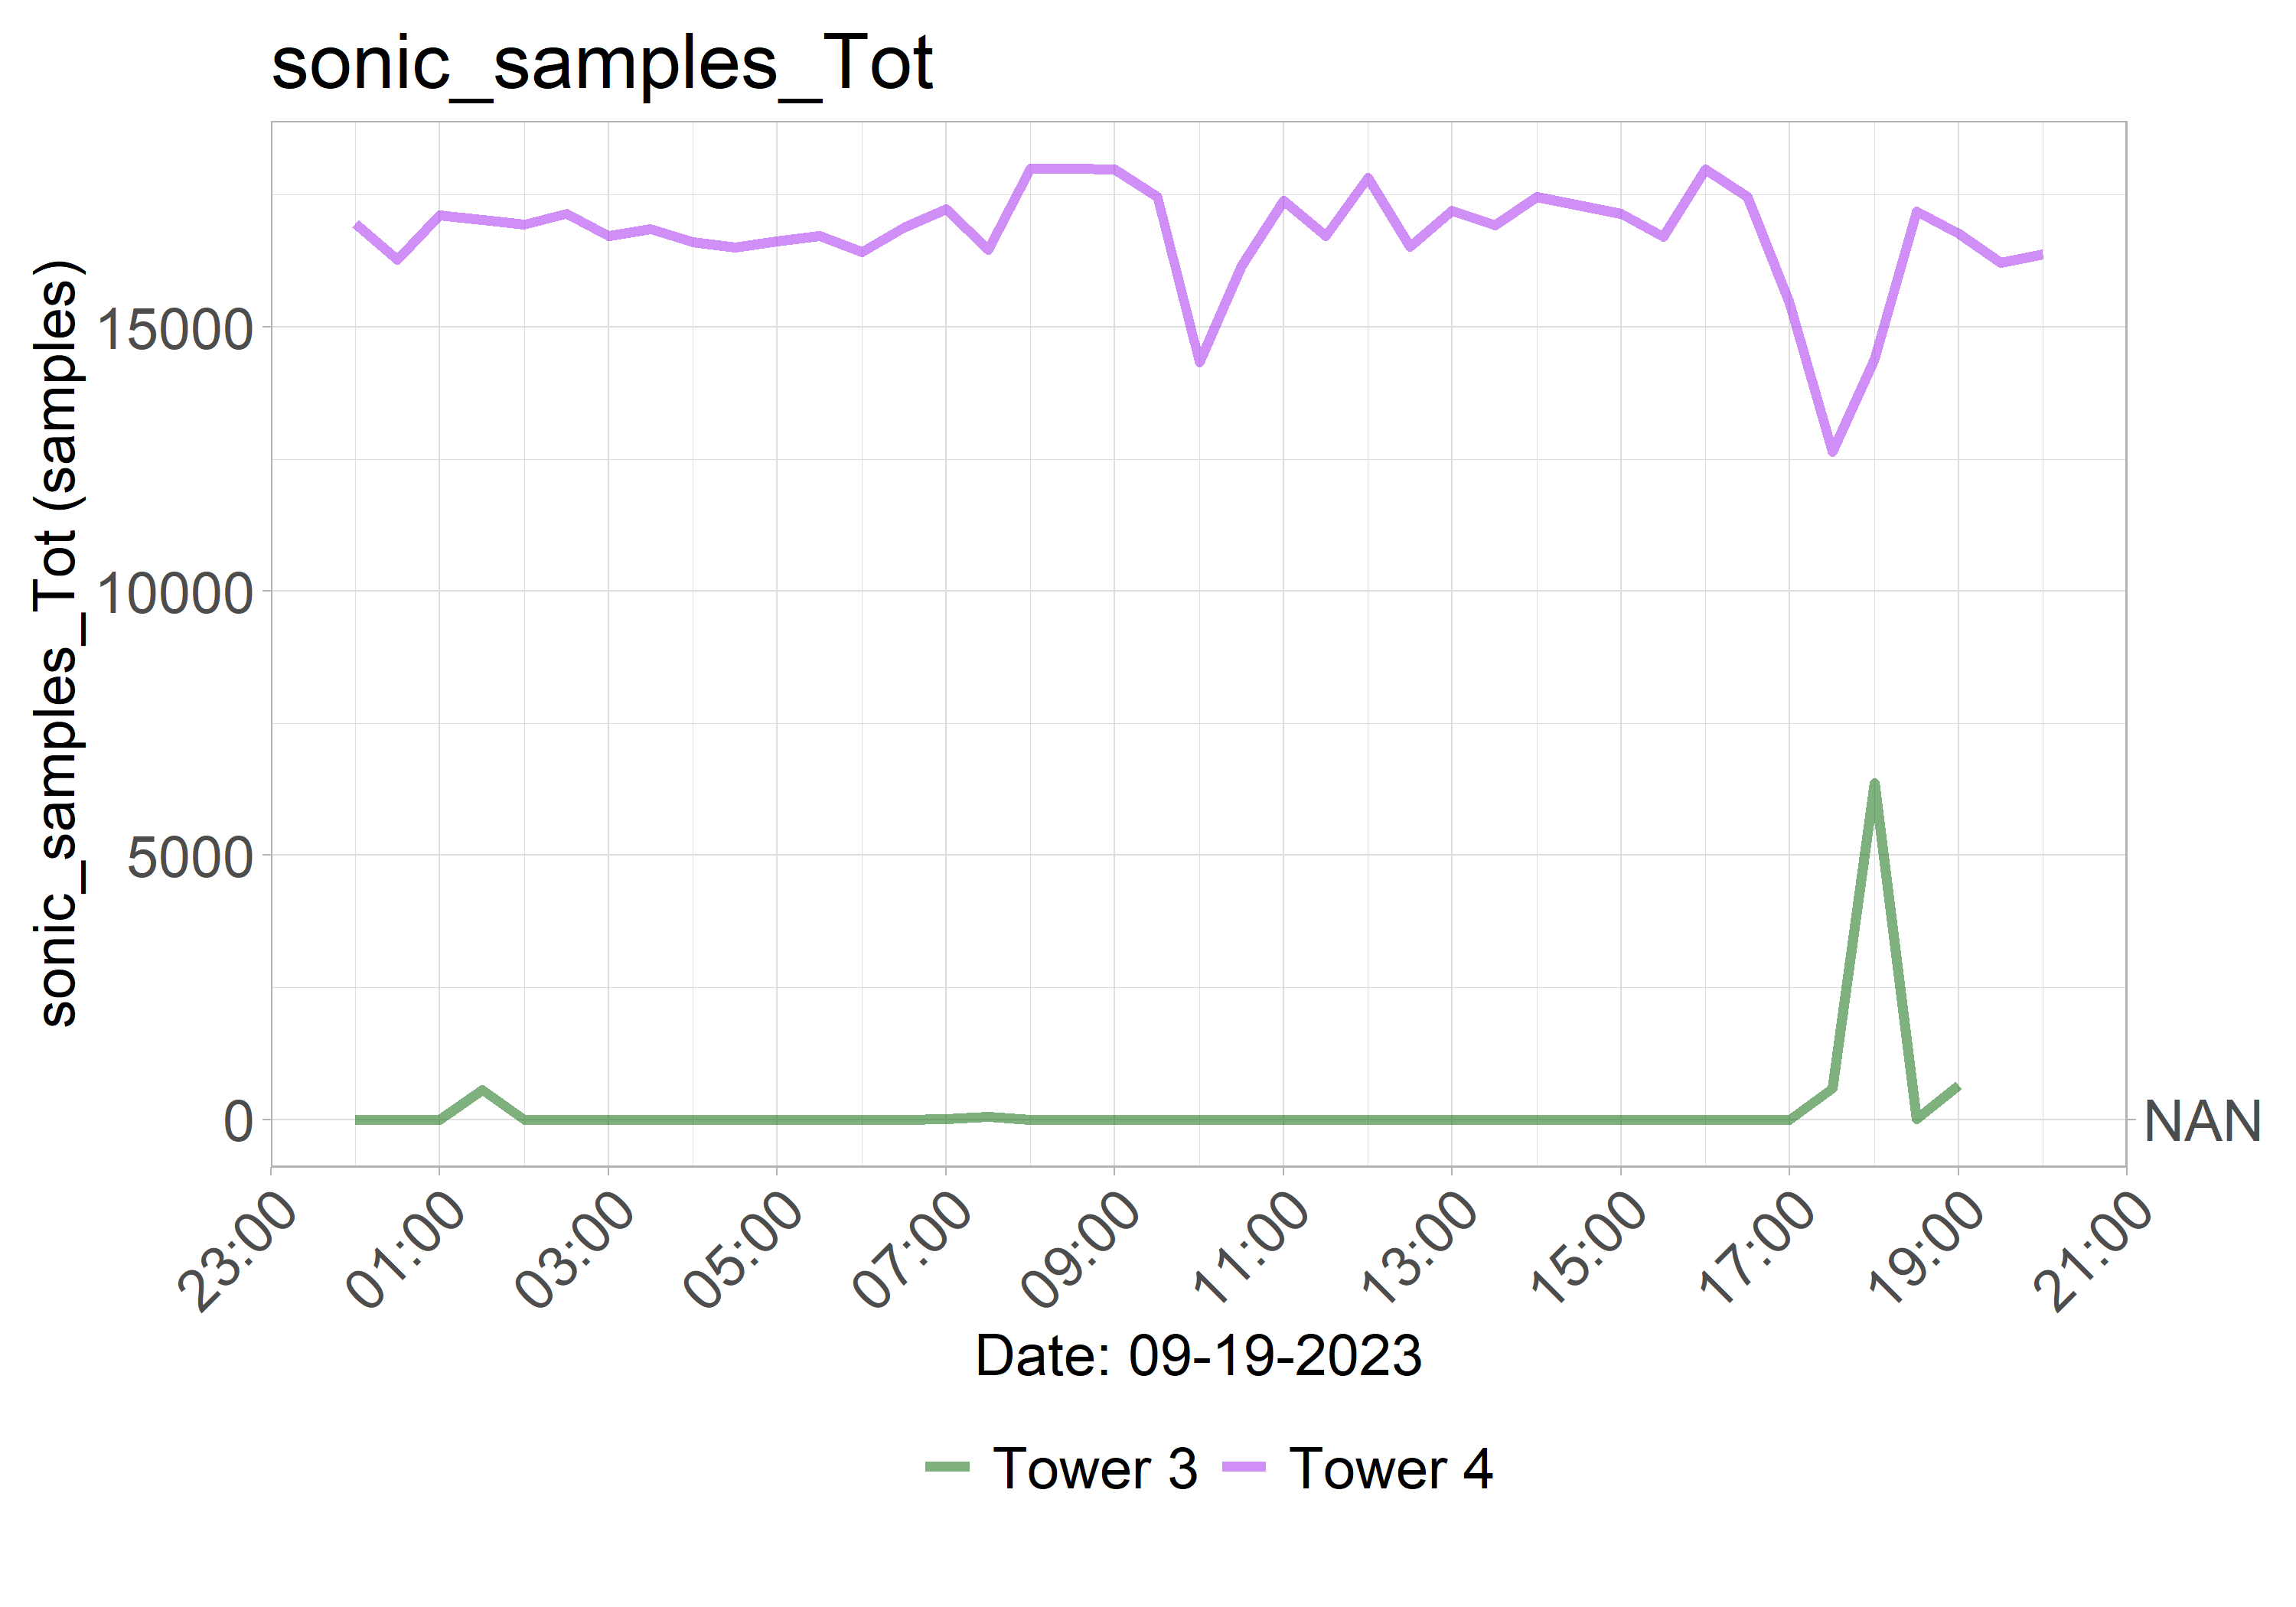 sonic_samples_Tot
sonic_samples_Tot (samples)
15000
10000
5000
0
NAN
23:00
01:00
03:00
05:00
07:00
09:00
11:00
13:00
15:00
17:00
19:00
21:00
Date: 09-19-2023
Tower 3
Tower 4